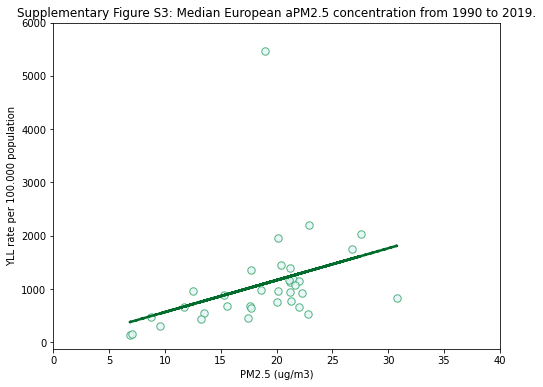 Supplementary Figure S3: Median European aPM2.5 concentration from 1990 to 2019.
6000
5000
4000
3000
2000
1000
0
YLL rate per 100.000 population
0 5 10 15 20 25 30 35 40
PM2.5 (ug/m3)